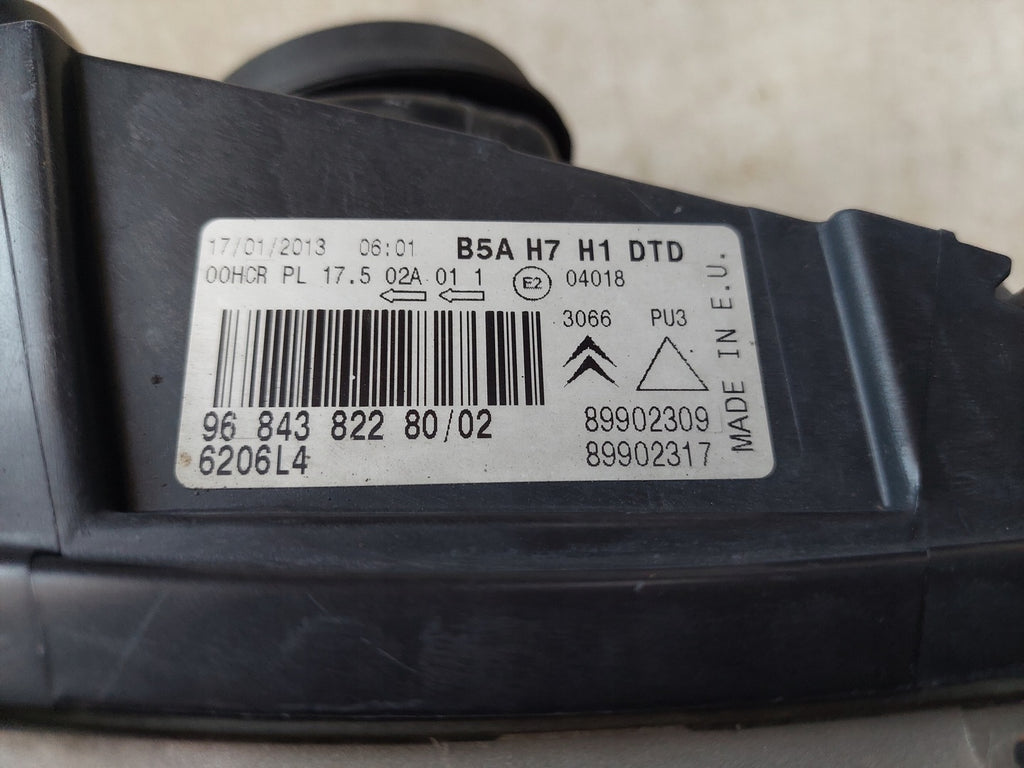 17/01/2013 06:01 B5A H7 H1 DTD
00HCR PL 17.5 02A 01 1 E2 04018
3066 PU3
96 843 822 80/02 89902309
6206L4 89902317
MADE IN E.U.